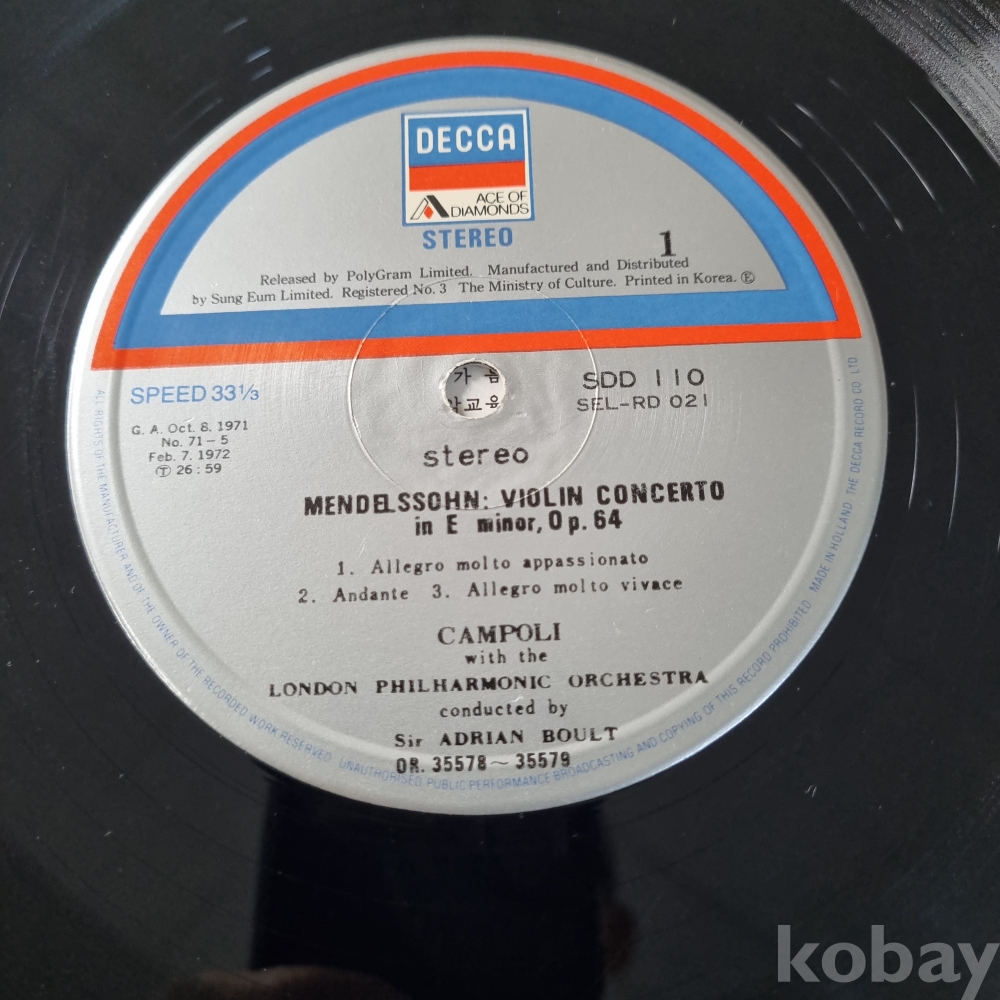 DECCA
ACE OF
DIAMONDS
STEREO
1
Released by PolyGram Limited. Manufactured and Distributed
by Sung Eum Limited. Registered No. 3 The Ministry of Culture. Printed in Korea. Ⓔ
SPEED 33⅓
SDD 110
SEL-RD 021
G. A. Oct. 8. 1971
No. 71-5
Feb. 7. 1972
Ⓣ 26:59
교육
stereo
MENDELSSOHN: VIOLIN CONCERTO
in E minor, Op. 64
1. Allegro molto appassionato
2. Andante 3. Allegro molto vivace
CAMPOLI
with the
LONDON PHILHARMONIC ORCHESTRA
conducted by
Sir ADRIAN BOULT
OR. 35578~35579
ALL RIGHTS OF THE MANUFACTURER AND OF THE OWNER OF THE RECORDED WORK RESERVED. UNAUTHORISED PUBLIC PERFORMANCE BROADCASTING AND COPYING OF THIS RECORD PROHIBITED MADE IN HOLLAND THE DECCA RECORD CO. LTD
kobay